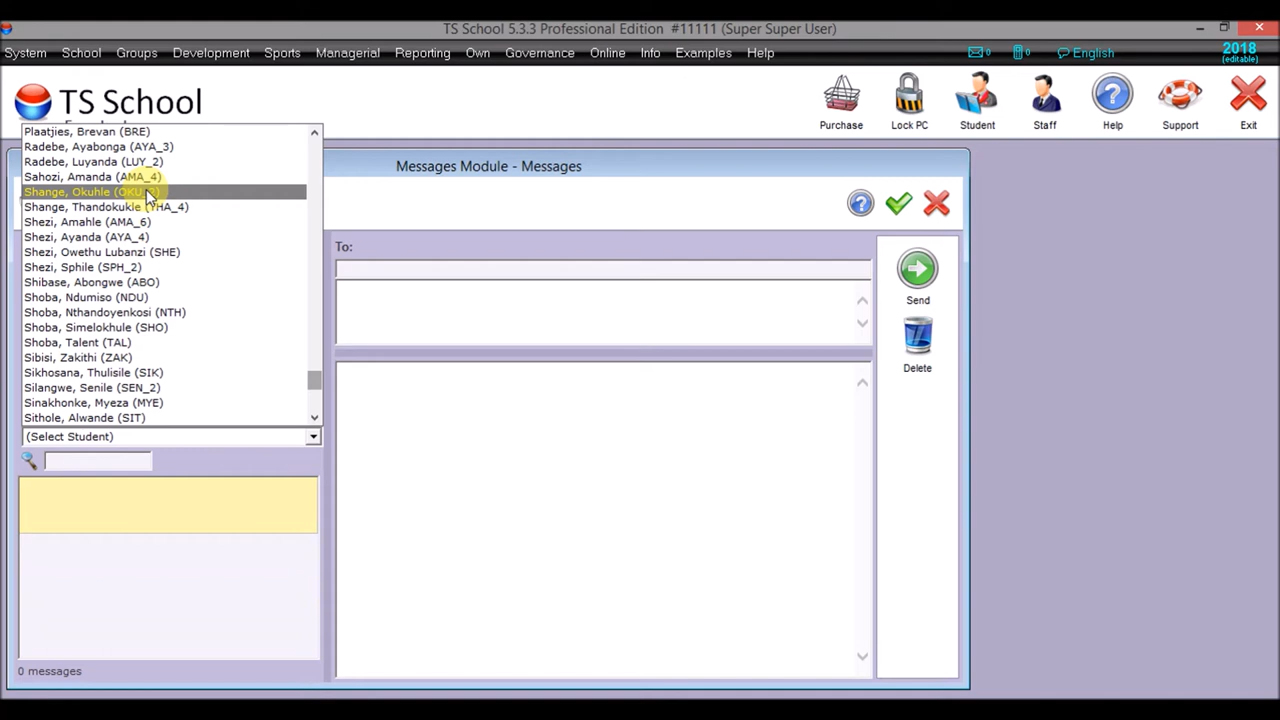 TS School 5.3.3 Professional Edition #11111 (Super Super User)
System School Groups Development Sports Managerial Reporting Own Governance Online Info Examples Help 0 0 English 2018
(editable)
TS School
Purchase Lock PC Student Staff Help Support Exit
Messages Module - Messages
Plaatjies, Brevan (BRE)
Radebe, Ayabonga (AYA_3)
Radebe, Luyanda (LUY_2)
Sahozi, Amanda (AMA_4)
Shange, Okuhle
Shange, Thandokukle (THA_4)
Shezi, Amahle (AMA_6)
Shezi, Ayanda (AYA_4)
Shezi, Owethu Lubanzi (SHE)
Shezi, Sphile (SPH_2)
Shibase, Abongwe (ABO)
Shoba, Ndumiso (NDU)
Shoba, Nthandoyenkosi (NTH)
Shoba, Simelokhule (SHO)
Shoba, Talent (TAL)
Sibisi, Zakithi (ZAK)
Sikhosana, Thulisile (SIK)
Silangwe, Senile (SEN_2)
Sinakhonke, Myeza (MYE)
Sithole, Alwande (SIT)
(Select Student)
0 messages
To:
Send
Delete